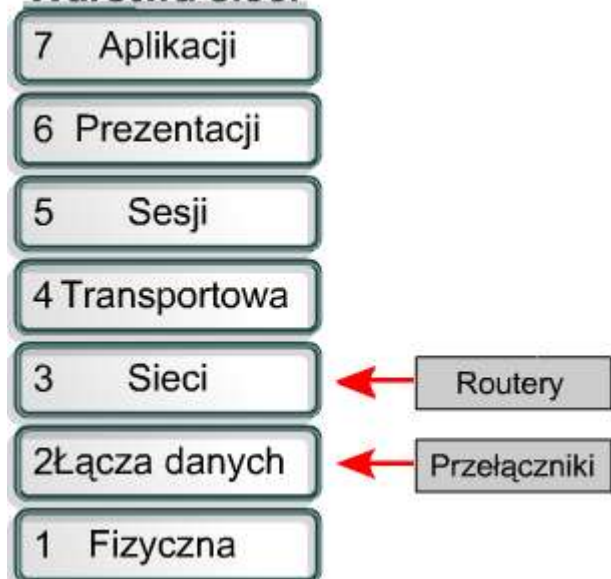 7 Aplikacji
6 Prezentacji
5 Sesji
4 Transportowa
3 Sieci
Routery
2Łącza danych
Przełączniki
1 Fizyczna